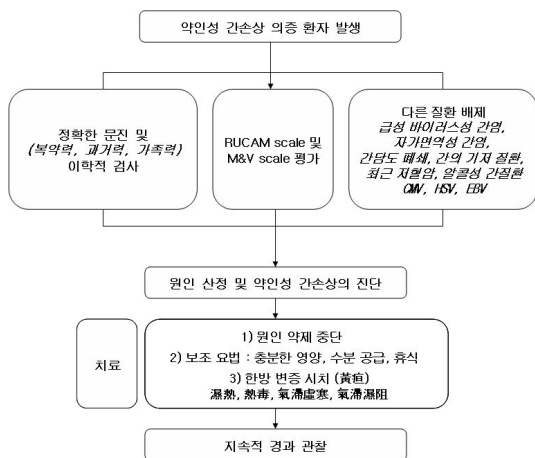 약인성 간손상 의증 환자 발생
정확한 문진 및
(복약력, 과거력, 가족력)
이학적 검사
RUCAM scale 및
M&V scale 평가
다른 질환 배제
급성 바이러스성 간염,
자가면역성 간염,
간담도 폐쇄, 간의 기저 질환,
최근 저혈압, 알콜성 간질환
CMV, HSV, EBV
원인 산정 및 약인성 간손상의 진단
치료
1) 원인 약제 중단
2) 보조 요법 : 충분한 영양, 수분 공급, 휴식
3) 한방 변증 시치 (黃疸)
濕熱, 熱毒, 氣滯虛寒, 氣滯濕阻
지속적 경과 관찰